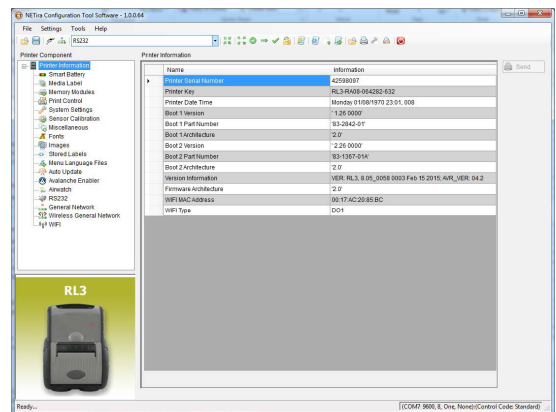 NETira Configuration Tool Software - 1.0.0.64
File Settings Tools Help
RS232
Printer Component
Printer Information
Smart Battery
Media Label
Memory Modules
Print Control
System Settings
Sensor Calibration
Miscellaneous
Fonts
Images
Stored Labels
Menu Language Files
Auto Update
Avalanche Enabler
Airwatch
RS232
General Network
Wireless General Network
WIFI
Printer Information
Name Information
Printer Serial Number 42598097
Printer Key RL3-RA08-064282-632
Printer Date Time Monday 01/08/1970 23:01, 008
Boot 1 Version ' 1.26 0000'
Boot 1 Part Number '83-2842-01'
Boot 1 Architecture '2.0'
Boot 2 Version ' 2.26 0000'
Boot 2 Part Number '83-1367-01A'
Boot 2 Architecture '2.0'
Version Information VER: RL3, 8.05_0058 0003 Feb 15 2015; AVR_VER: 04.2
Firmware Architecture '2.0'
WIFI MAC Address 00:17:AC:20:85:BC
WIFI Type DO1
Send
RL3
Ready...
(COM7: 9600, 8, One, None):(Control Code: Standard)